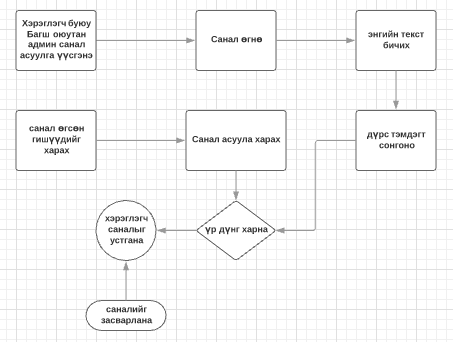 Хэрэглэгч буюу
Багш оюутан
админ санал
асуулга үүсгэнэ
Санал өгнө
энгийн текст
бичих
санал өгсөн
гишүүдийг
харах
Санал асуула харах
дүрс тэмдэгт
сонгоно
хэрэглэгч
саналыг
устгана
үр дүнг харна
саналийг
засварлана